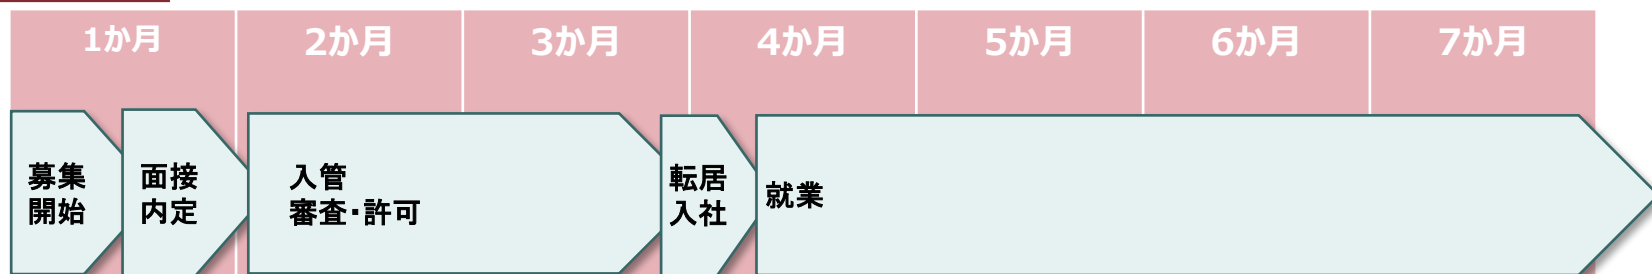 1か月
2か月
3か月
4か月
5か月
6か月
7か月
募集
開始
面接
内定
入管
審査・許可
転居
入社
就業